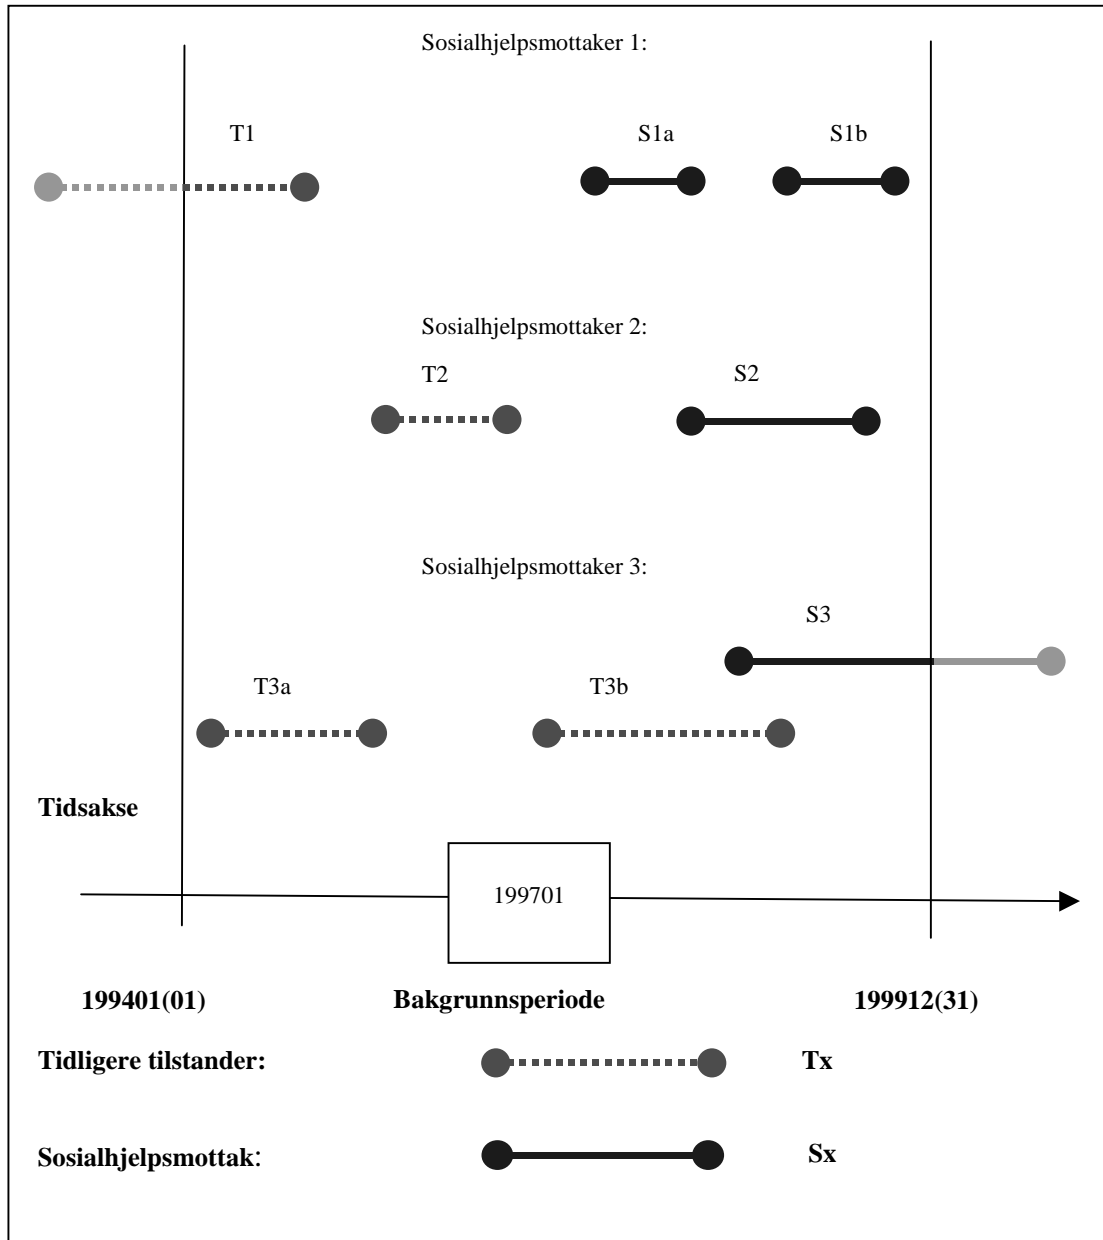 Sosialhjelpsmottaker 1:
T1
S1a
S1b
Sosialhjelpsmottaker 2:
T2
S2
Sosialhjelpsmottaker 3:
S3
T3a
T3b
Tidsakse
199701
199401(01)
Bakgrunnsperiode
199912(31)
Tidligere tilstander:
Tx
Sosialhjelpsmottak:
Sx